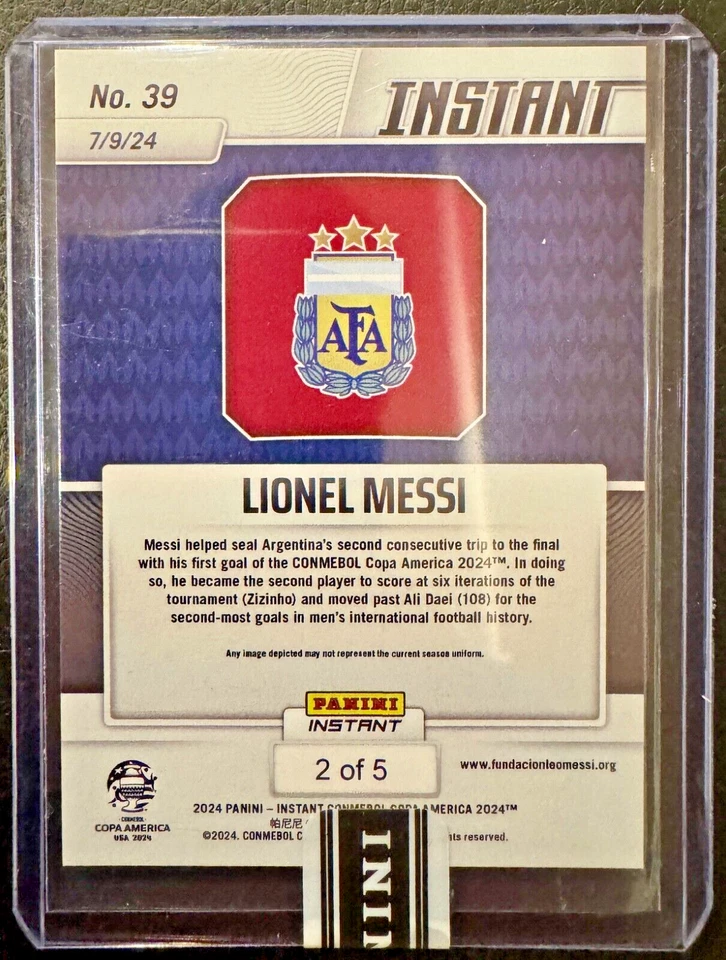 No. 39
INSTANT
7/9/24
AFA
LIONEL MESSI
Messi helped seal Argentina's second consecutive trip to the final
with his first goal of the CONMEBOL Copa America 2024™. In doing
so, he became the second player to score at six iterations of the
tournament (Zizinho) and moved past Ali Daei (108) for the
second-most goals in men's international football history.
Any image depicted may not represent the current season uniform.
PANINI
INSTANT
2 of 5
www.fundacionleomessi.org
2024 PANINI – INSTANT CONMEBOL COPA AMERICA 2024™
帕尼尼
©2024. CONMEBOL C
hts reserved.
CONMEBOL
COPA AMERICA
USA 2024
INI